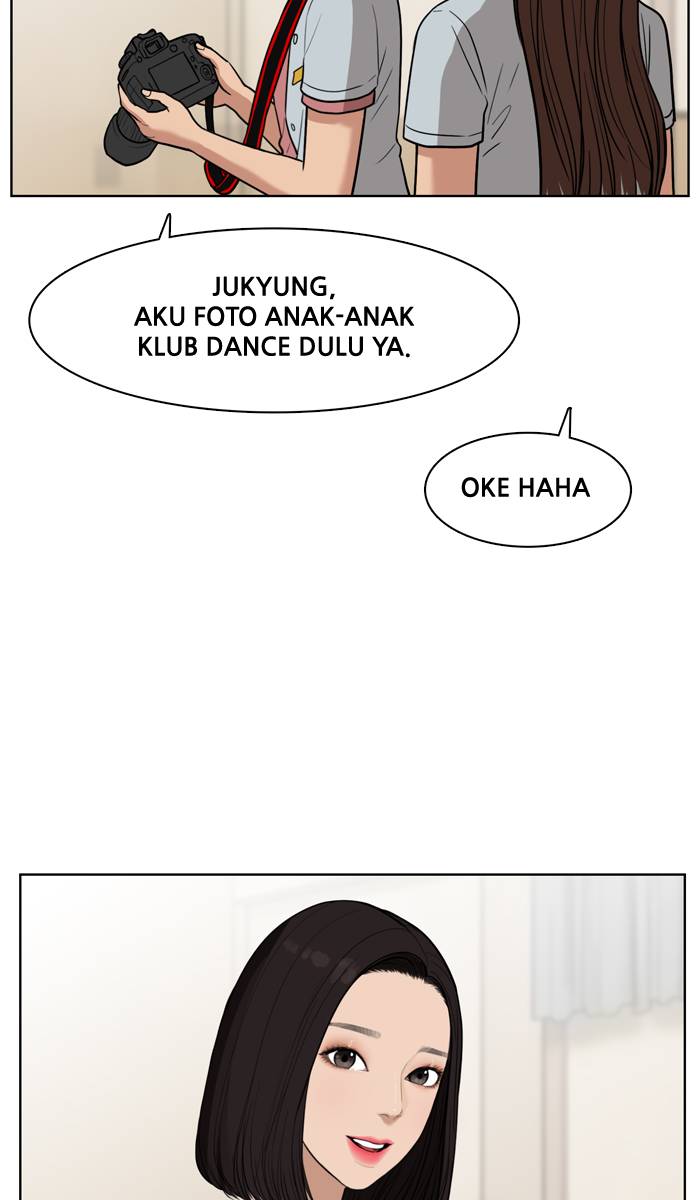 JUKYUNG,
AKU FOTO ANAK-ANAK
KLUB DANCE DULU YA.
OKE HAHA